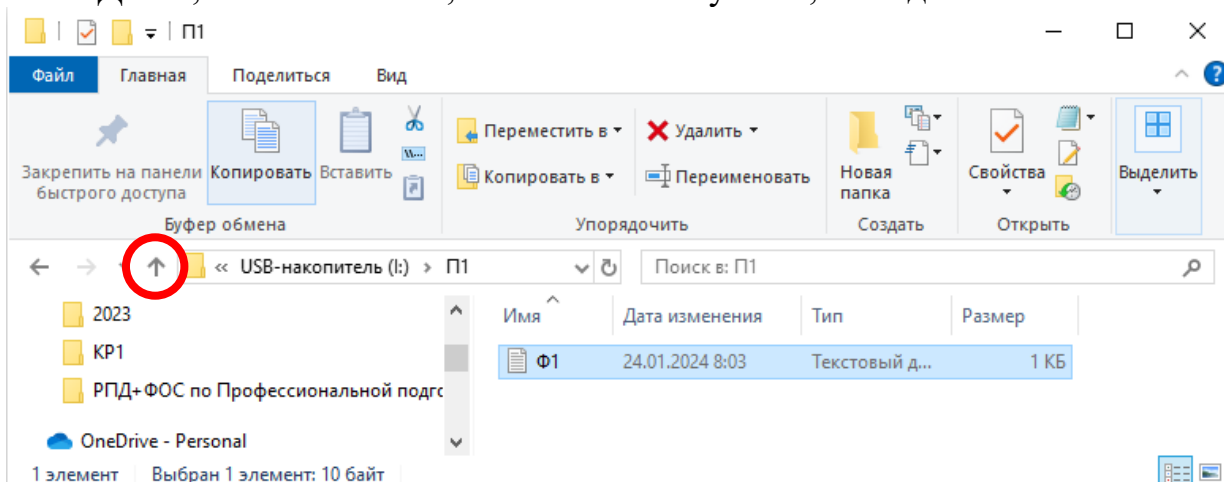 П1
Файл Главная Поделиться Вид
Закрепить на панели быстрого доступа
Копировать
Вставить
Переместить в
Копировать в
Удалить
Переименовать
Новая папка
Свойства
Выделить
Буфер обмена Упорядочить Создать Открыть
« USB-накопитель (I:) › П1
Поиск в: П1
2023
КР1
РПД+ФОС по Профессиональной
OneDrive - Personal
Имя Дата изменения Тип Размер
Ф1 24.01.2024 8:03 Текстовый д... 1 КБ
1 элемент Выбран 1 элемент: 10 байт